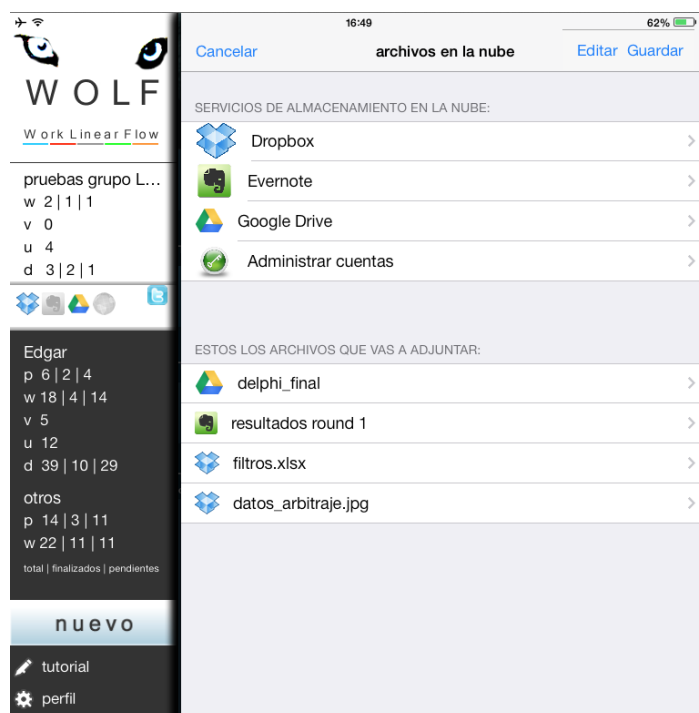 16:49
62%
WOLF
Work Linear Flow
pruebas grupo L...
w 2 | 1 | 1
v 0
u 4
d 3 | 2 | 1
Edgar
p 6 | 2 | 4
w 18 | 4 | 14
v 5
u 12
d 39 | 10 | 29
otros
p 14 | 3 | 11
w 22 | 11 | 11
total | finalizados | pendientes
nuevo
tutorial
perfil
Cancelar
archivos en la nube
Editar
Guardar
SERVICIOS DE ALMACENAMIENTO EN LA NUBE:
Dropbox
Evernote
Google Drive
Administrar cuentas
ESTOS LOS ARCHIVOS QUE VAS A ADJUNTAR:
delphi_final
resultados round 1
filtros.xlsx
datos_arbitraje.jpg